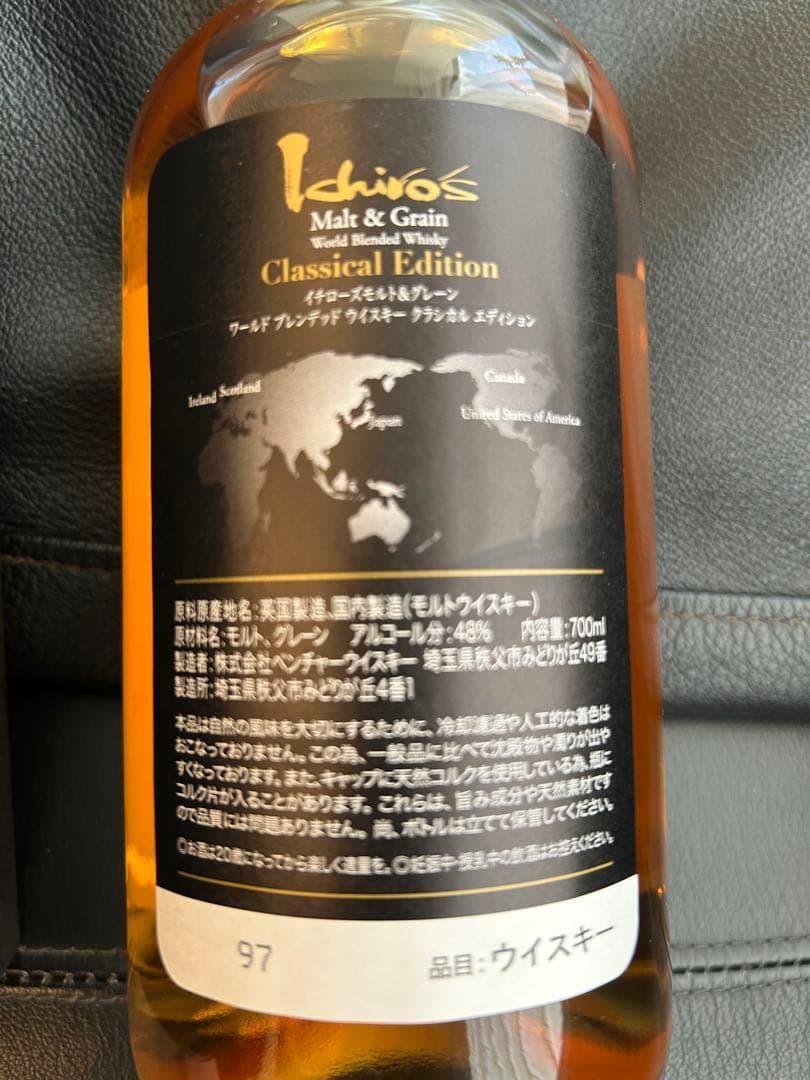 Ichiro's
Malt & Grain
World Blended Whisky
Classical Edition
イチローズモルト&グレーン
ワールド ブレンデッド ウイスキー クラシカル エディション
Ireland Scotland
Canada
Japan
United States of America
原料原産地名:英国製造、国内製造(モルトウイスキー)
原材料名:モルト、グレーン アルコール分:48% 内容量:700ml
製造者:株式会社ベンチャーウイスキー 埼玉県秩父市みどりが丘49番
製造所:埼玉県秩父市みどりが丘4番1
本品は自然の風味を大切にするために、冷却濾過や人工的な着色は
おこなっておりません。この為、一般品に比べて沈殿物や濁りが出や
すくなっております。また、キャップに天然コルクを使用している為、瓶に
コルク片が入ることがあります。これらは、旨み成分や天然素材です
ので品質には問題ありません。尚、ボトルは立てて保管してください。
◎お酒は20歳になってから楽しく適量を。◎妊娠中・授乳中の飲酒はお控えください。
97
品目:ウイスキー